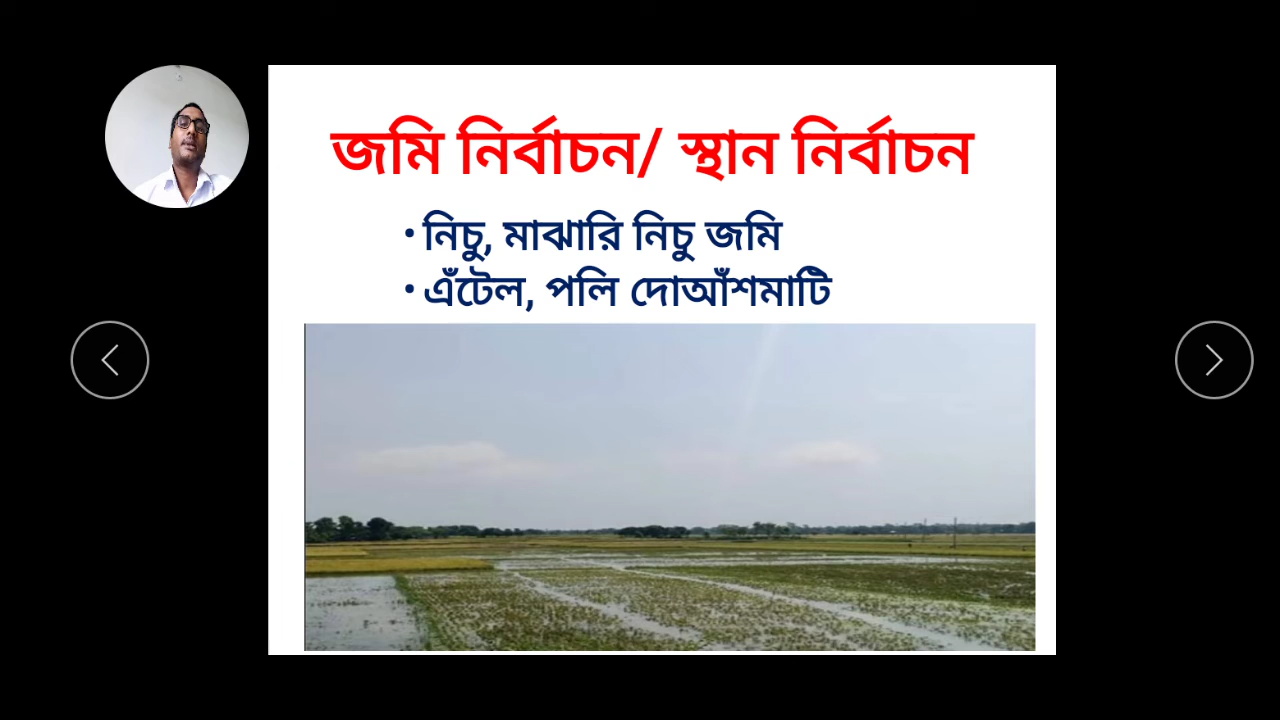 জমি নির্বাচন/ স্থান নির্বাচন
• নিচু, মাঝারি নিচু জমি
• এঁটেল, পলি দোআঁশমাটি